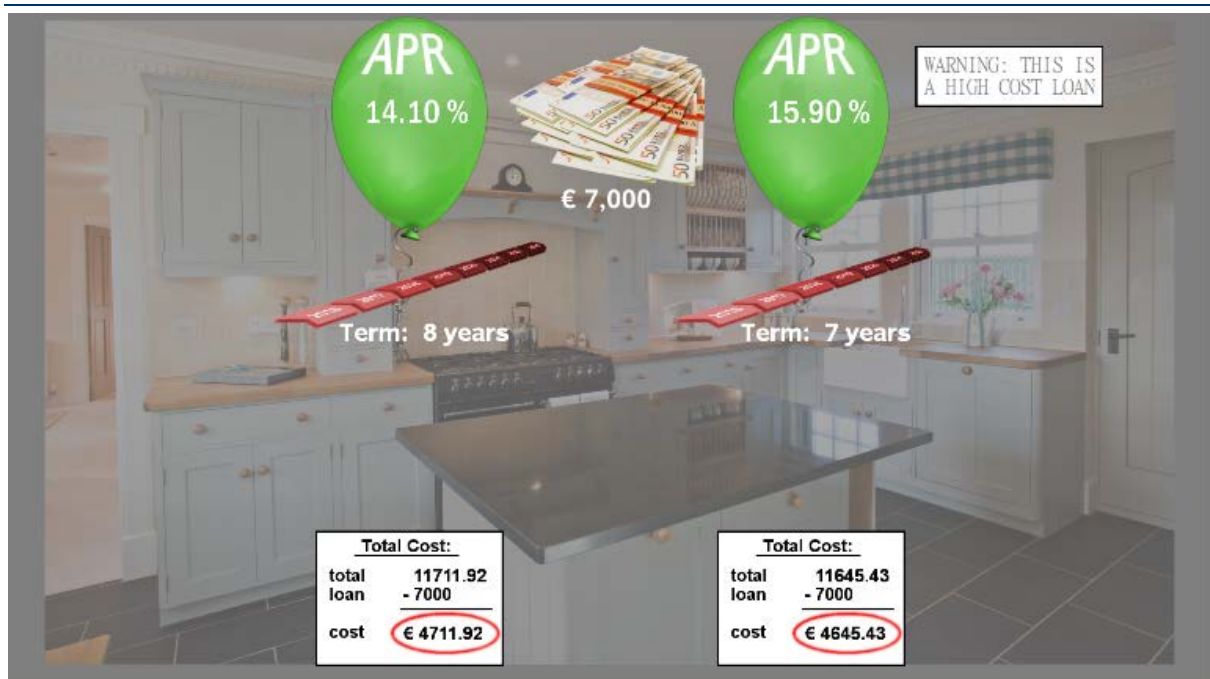 APR
14.10 %
€ 7,000
APR
15.90 %
WARNING: THIS IS
A HIGH COST LOAN
Term: 8 years
Term: 7 years
Total Cost:
total 11711.92
loan - 7000
cost € 4711.92
Total Cost:
total 11645.43
loan - 7000
cost € 4645.43